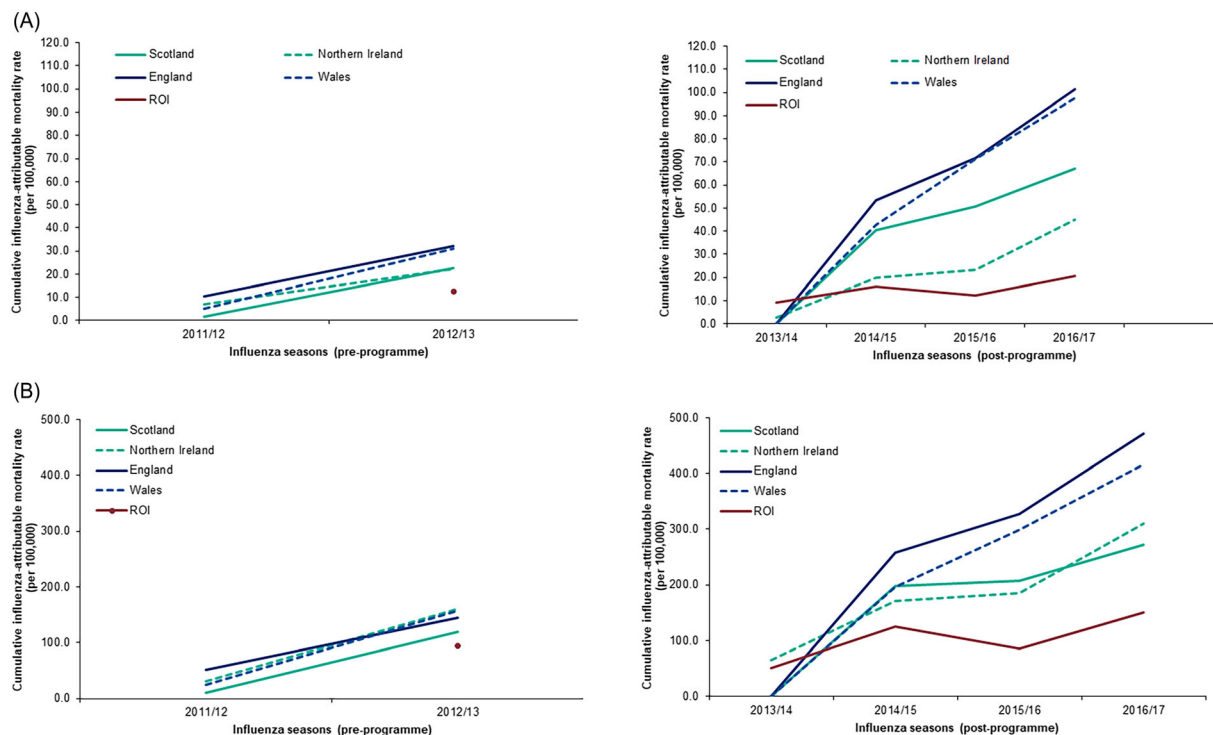 (A)
120.0
110.0
100.0
90.0
80.0
70.0
60.0
50.0
40.0
30.0
20.0
10.0
0.0
Cumulative influenza-attributable mortality rate
(per 100,000)
Scotland
Northern Ireland
England
Wales
ROI
2011/12
2012/13
Influenza seasons (pre-programme)
120.0
110.0
100.0
90.0
80.0
70.0
60.0
50.0
40.0
30.0
20.0
10.0
0.0
Cumulative influenza-attributable mortality rate
(per 100,000)
Scotland
Northern Ireland
England
Wales
ROI
2013/14
2014/15
2015/16
2016/17
Influenza seasons (post-programme)
(B)
500.0
400.0
300.0
200.0
100.0
0.0
Cumulative influenza-attributable mortality rate
(per 100,000)
Scotland
Northern Ireland
England
Wales
ROI
2011/12
2012/13
Influenza seasons (pre-programme)
500.0
400.0
300.0
200.0
100.0
0.0
Cumulative influenza-attributable mortality rate
(per 100,000)
Scotland
Northern Ireland
England
Wales
ROI
2013/14
2014/15
2015/16
2016/17
Influenza seasons (post-programme)